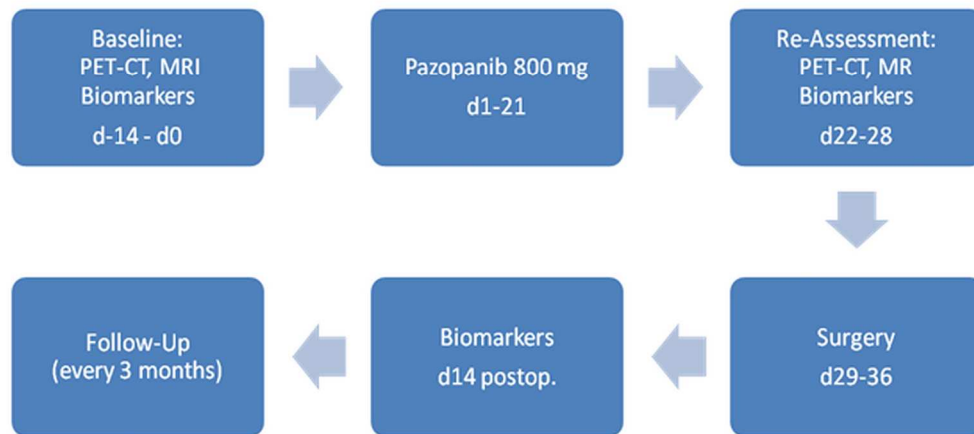 Baseline:
PET-CT, MRI
Biomarkers
d-14 - d0
Pazopanib 800 mg
d1-21
Re-Assessment:
PET-CT, MR
Biomarkers
d22-28
Surgery
d29-36
Biomarkers
d14 postop.
Follow-Up
(every 3 months)